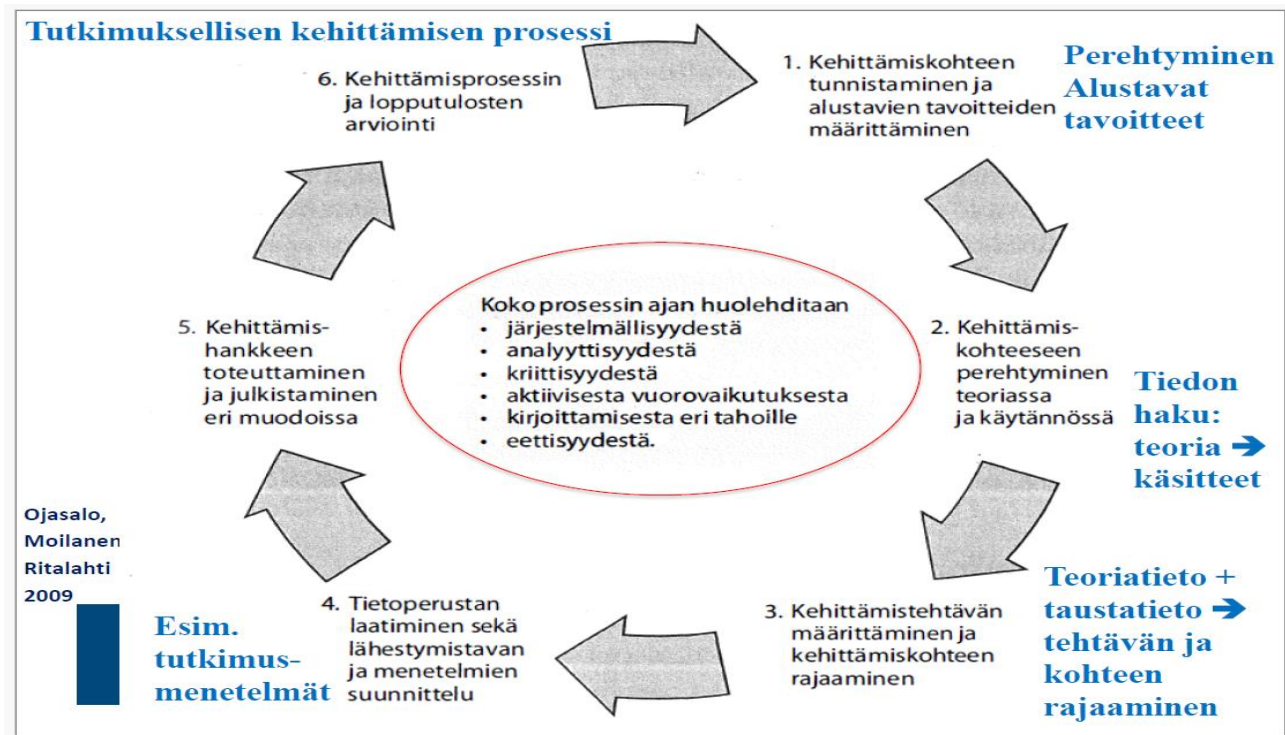 Tutkimuksellisen kehittämisen prosessi
6. Kehittämisprosessin
ja lopputulosten
arviointi
1. Kehittämiskohteen
tunnistaminen ja
alustavien tavoitteiden
määrittäminen
Perehtyminen
Alustavat
tavoitteet
Koko prosessin ajan huolehditaan
• järjestelmällisyydestä
• analyyttisyydestä
• kriittisyydestä
• aktiivisesta vuorovaikutuksesta
• kirjoittamisesta eri tahoille
• eettisyydestä.
5. Kehittämis-
hankkeen
toteuttaminen
ja julkistaminen
eri muodoissa
2. Kehittämis-
kohteeseen
perehtyminen
teoriassa
ja käytännössä
Tiedon
haku:
teoria ➔
käsitteet
Ojasalo,
Moilanen
Ritalahti
2009
Esim.
tutkimus-
menetelmät
4. Tietoperustan
laatiminen sekä
lähestymistavan
ja menetelmien
suunnittelu
3. Kehittämistehtävän
määrittäminen ja
kehittämiskohteen
rajaaminen
Teoriatieto +
taustatieto ➔
tehtävän ja
kohteen
rajaaminen